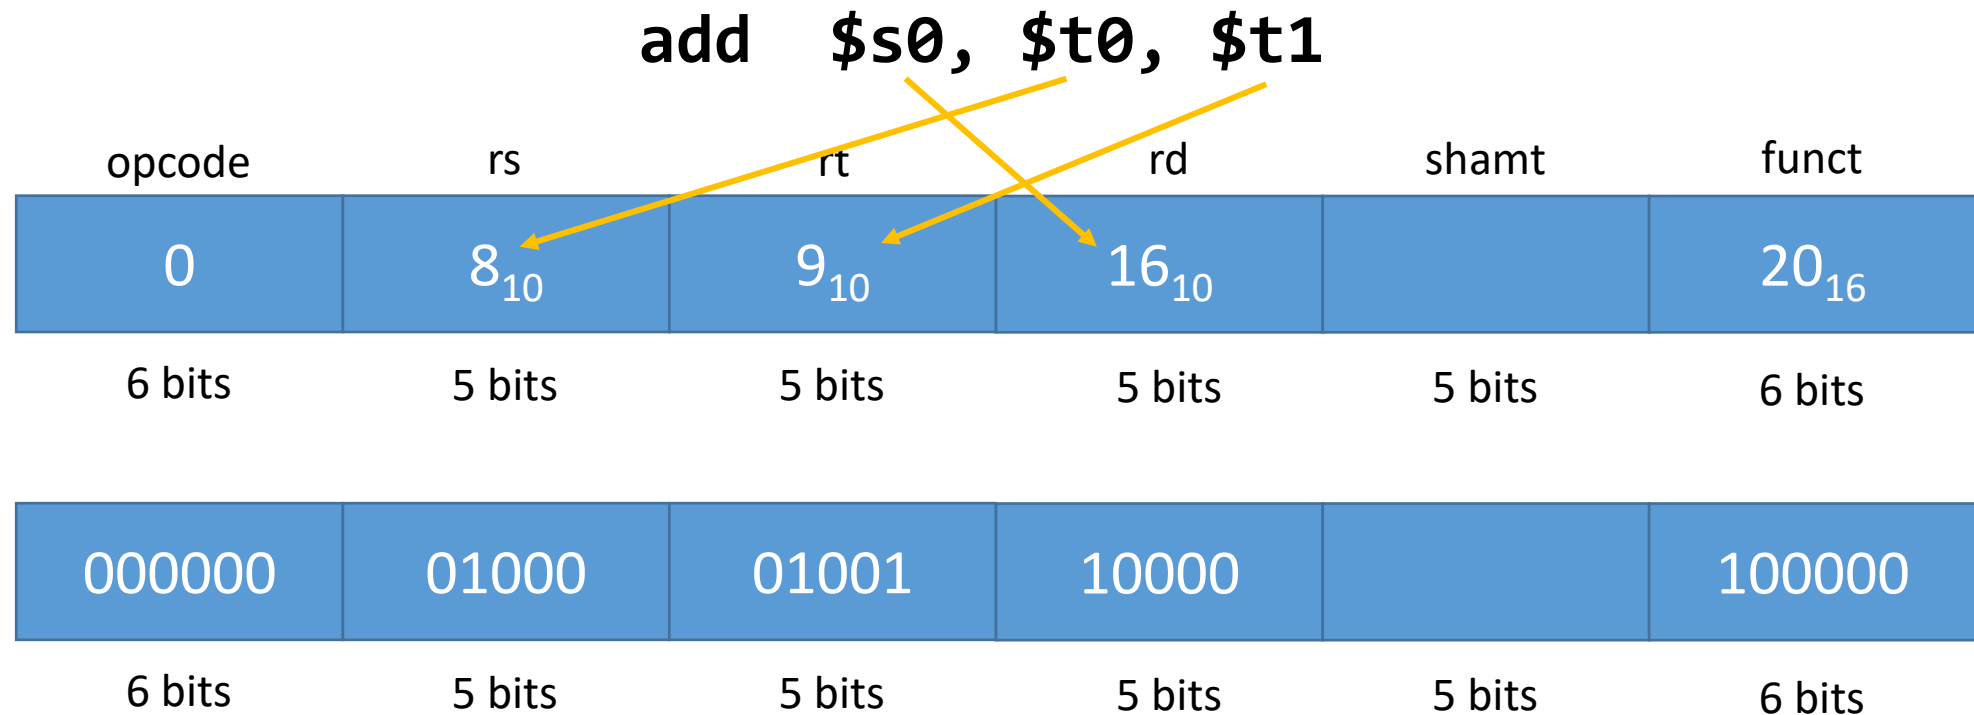 add $s0, $t0, $t1
opcode rs rt rd shamt funct
0 8₁₀ 9₁₀ 16₁₀ 20₁₆
6 bits 5 bits 5 bits 5 bits 5 bits 6 bits
000000 01000 01001 10000 100000
6 bits 5 bits 5 bits 5 bits 5 bits 6 bits